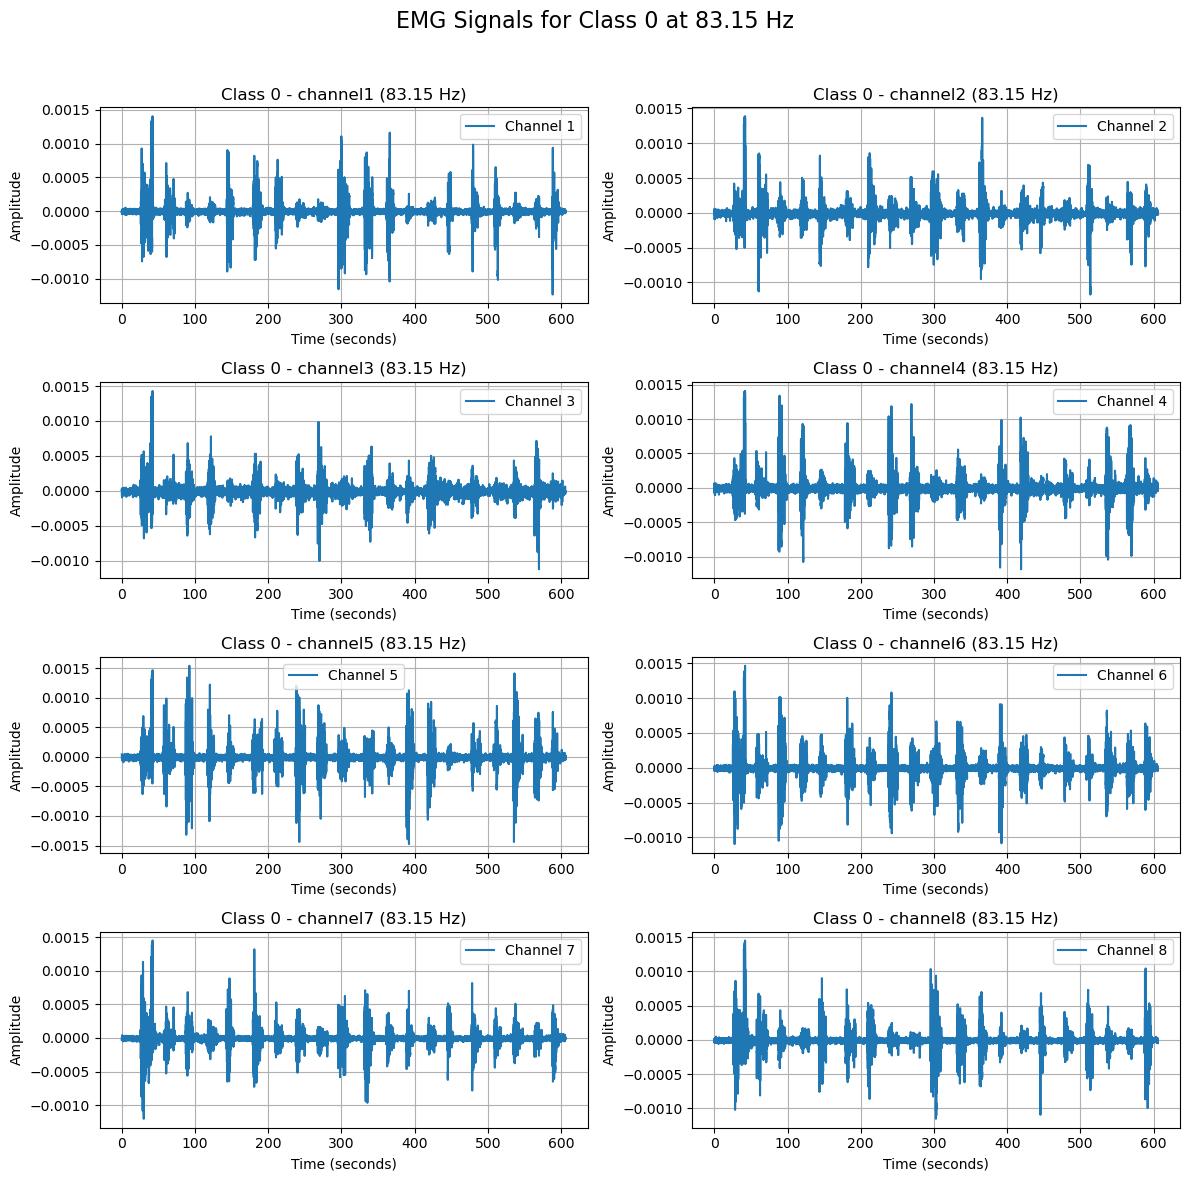 EMG Signals for Class 0 at 83.15 Hz
Class 0 - channel1 (83.15 Hz)
Channel 1
Amplitude
0.0015
0.0010
0.0005
0.0000
−0.0005
−0.0010
0 100 200 300 400 500 600
Time (seconds)
Class 0 - channel2 (83.15 Hz)
Channel 2
Amplitude
0.0015
0.0010
0.0005
0.0000
−0.0005
−0.0010
0 100 200 300 400 500 600
Time (seconds)
Class 0 - channel3 (83.15 Hz)
Channel 3
Amplitude
0.0015
0.0010
0.0005
0.0000
−0.0005
−0.0010
0 100 200 300 400 500 600
Time (seconds)
Class 0 - channel4 (83.15 Hz)
Channel 4
Amplitude
0.0015
0.0010
0.0005
0.0000
−0.0005
−0.0010
0 100 200 300 400 500 600
Time (seconds)
Class 0 - channel5 (83.15 Hz)
Channel 5
Amplitude
0.0015
0.0010
0.0005
0.0000
−0.0005
−0.0010
−0.0015
0 100 200 300 400 500 600
Time (seconds)
Class 0 - channel6 (83.15 Hz)
Channel 6
Amplitude
0.0015
0.0010
0.0005
0.0000
−0.0005
−0.0010
0 100 200 300 400 500 600
Time (seconds)
Class 0 - channel7 (83.15 Hz)
Channel 7
Amplitude
0.0015
0.0010
0.0005
0.0000
−0.0005
−0.0010
0 100 200 300 400 500 600
Time (seconds)
Class 0 - channel8 (83.15 Hz)
Channel 8
Amplitude
0.0015
0.0010
0.0005
0.0000
−0.0005
−0.0010
0 100 200 300 400 500 600
Time (seconds)